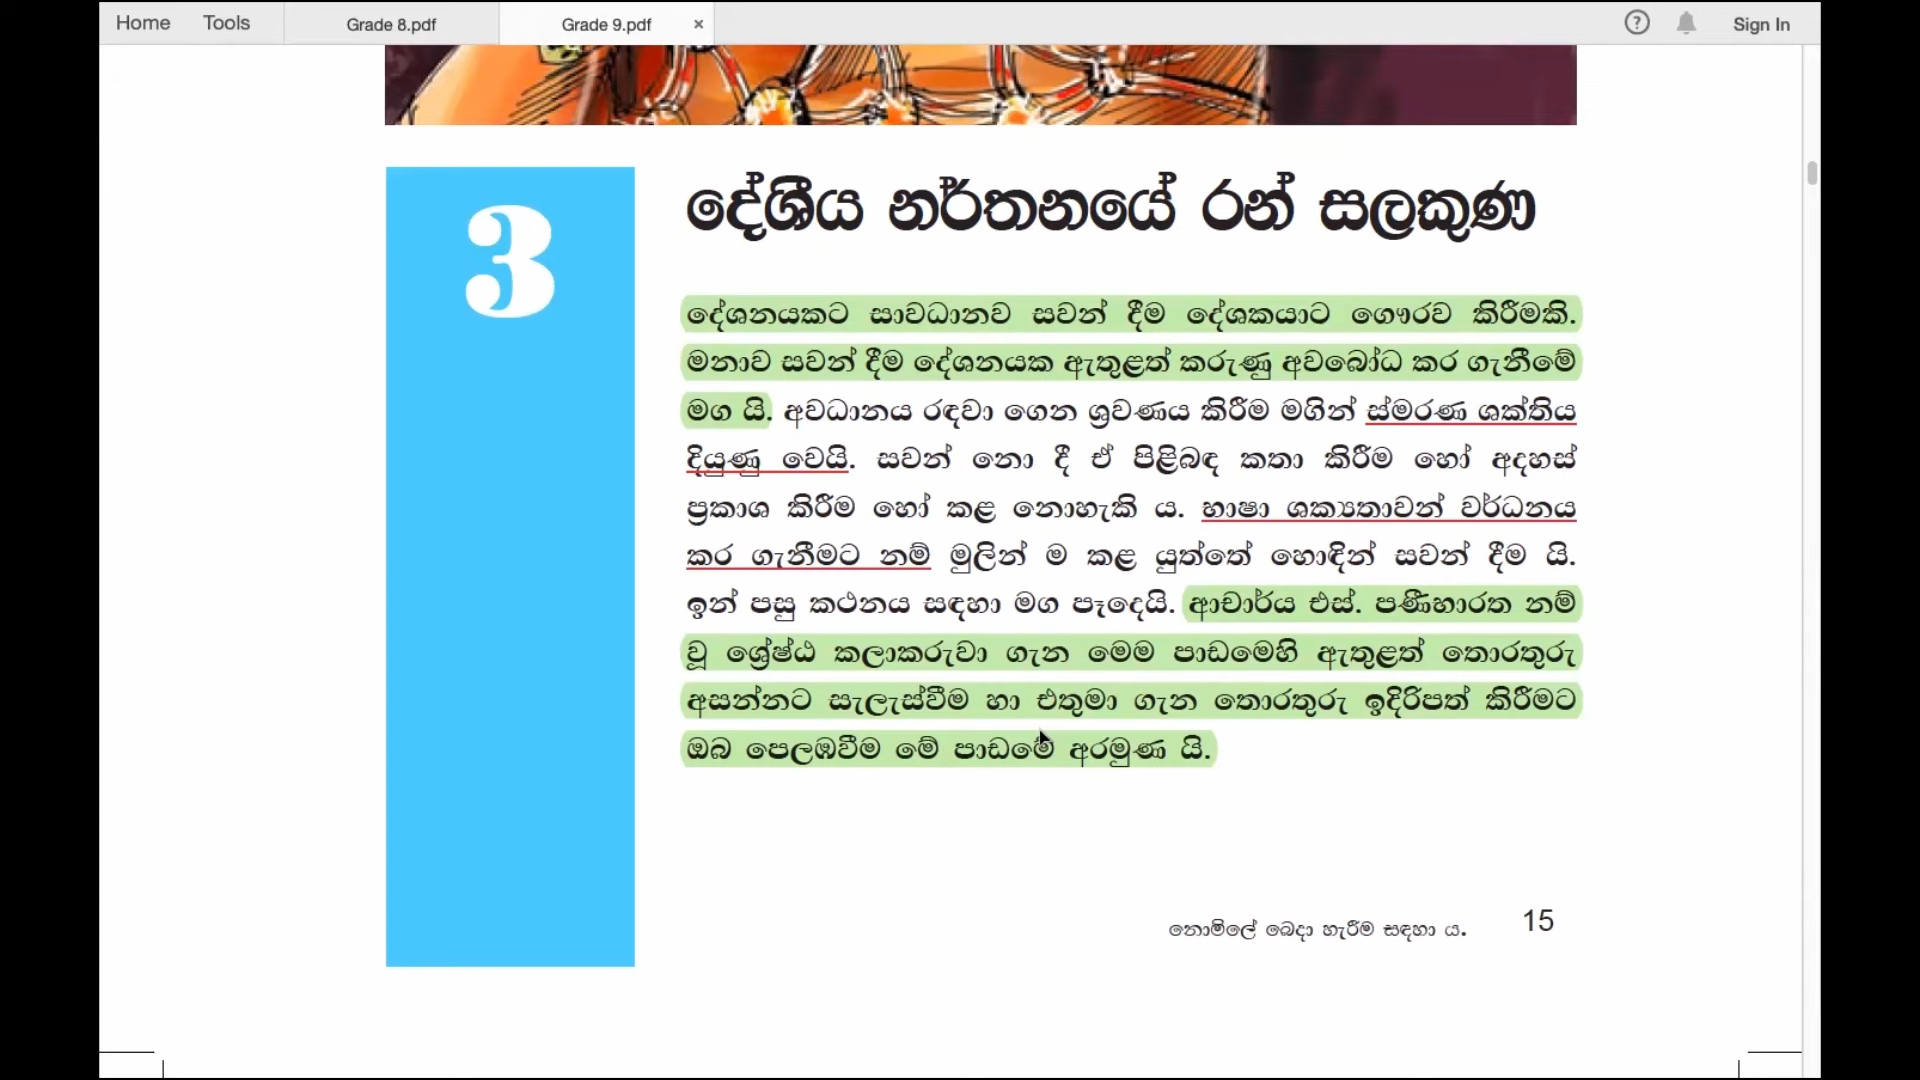 Home Tools Grade 8.pdf Grade 9.pdf × ? Sign In
3
දේශීය නර්තනයේ රන් සලකුණ
දේශනයකට සාවධානව සවන් දීම දේශකයාට ගෞරව කිරීමකි.
මනාව සවන් දීම දේශනයක ඇතුළත් කරුණු අවබෝධ කර ගැනීමේ
මග යි. අවධානය රඳවා ගෙන ශ්‍රවණය කිරීම මගින් ස්මරණ ශක්තිය
දියුණු වෙයි. සවන් නො දී ඒ පිළිබඳ කතා කිරීම හෝ අදහස්
ප්‍රකාශ කිරීම හෝ කළ නොහැකි ය. භාෂා ශක්‍යතාවන් වර්ධනය
කර ගැනීමට නම් මුලින් ම කළ යුත්තේ හොඳින් සවන් දීම යි.
ඉන් පසු කථනය සඳහා මග පෑදෙයි. ආචාර්ය එස්. පණීභාරත නම්
වූ ශ්‍රේෂ්ඨ කලාකරුවා ගැන මෙම පාඩමෙහි ඇතුළත් තොරතුරු
අසන්නට සැලැස්වීම හා එතුමා ගැන තොරතුරු ඉදිරිපත් කිරීමට
ඔබ පෙලඹවීම මේ පාඩමේ අරමුණ යි.
නොමිලේ බෙදා හැරීම සඳහා ය. 15